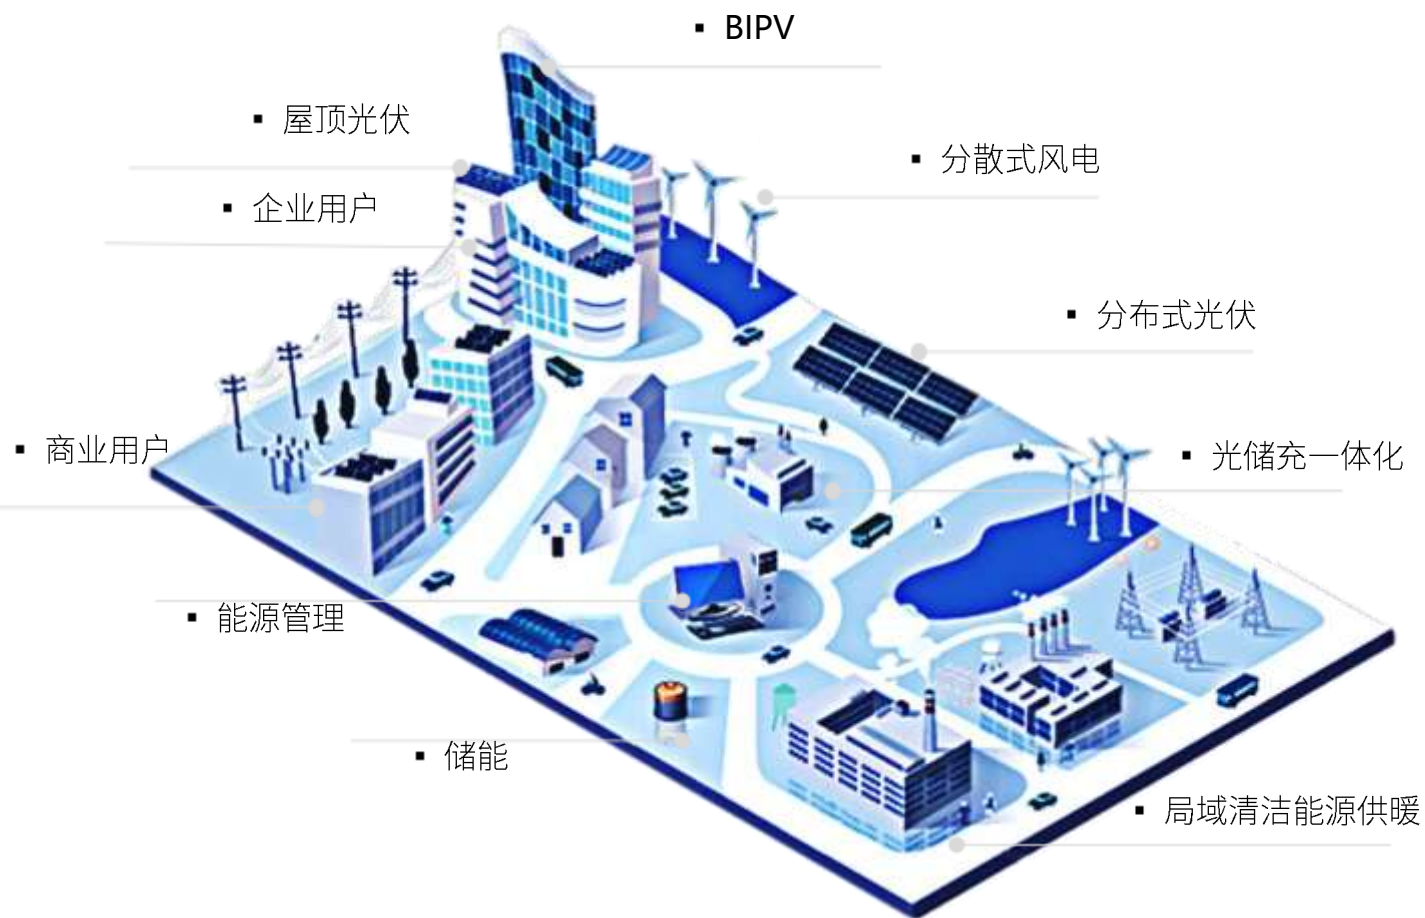 ▪ BIPV
▪ 屋顶光伏
▪ 分散式风电
▪ 企业用户
▪ 分布式光伏
▪ 商业用户
▪ 光储充一体化
▪ 能源管理
▪ 储能
▪ 局域清洁能源供暖